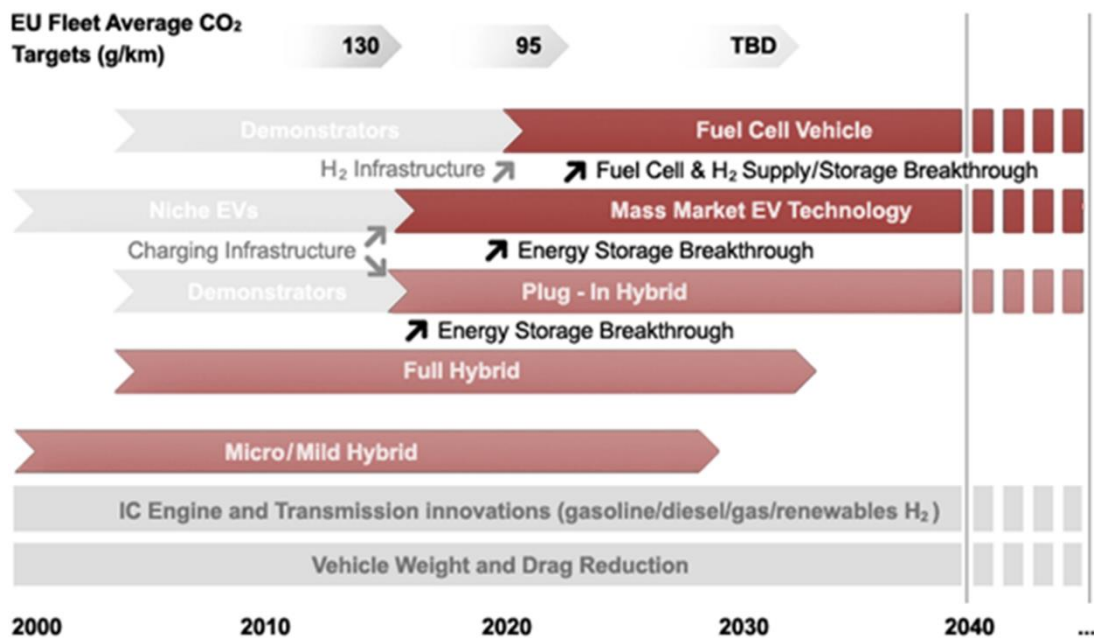 EU Fleet Average CO₂
Targets (g/km)
130
95
TBD
Demonstrators
Fuel Cell Vehicle
H₂ Infrastructure
Fuel Cell & H₂ Supply/Storage Breakthrough
Niche EVs
Mass Market EV Technology
Charging Infrastructure
Energy Storage Breakthrough
Demonstrators
Plug - In Hybrid
Energy Storage Breakthrough
Full Hybrid
Micro/Mild Hybrid
IC Engine and Transmission innovations (gasoline/diesel/gas/renewables H₂)
Vehicle Weight and Drag Reduction
2000
2010
2020
2030
2040
...